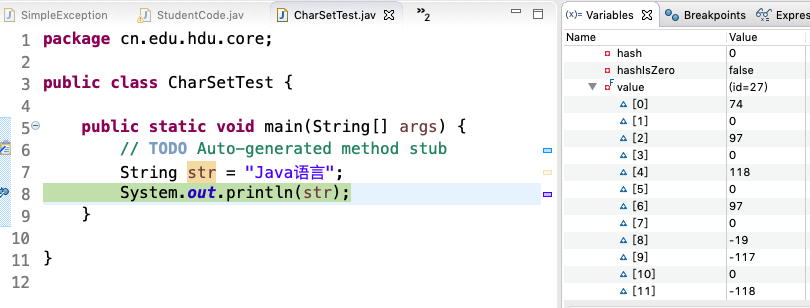 SimpleException StudentCode.jav CharSetTest.jav »2
1 package cn.edu.hdu.core;
2
3 public class CharSetTest {
4
5 public static void main(String[] args) {
6 // TODO Auto-generated method stub
7 String str = "Java语言";
8 System.out.println(str);
9 }
10
11 }
12
(x)= Variables Breakpoints Expres
Name Value
hash 0
hashIsZero false
value (id=27)
[0] 74
[1] 0
[2] 97
[3] 0
[4] 118
[5] 0
[6] 97
[7] 0
[8] -19
[9] -117
[10] 0
[11] -118